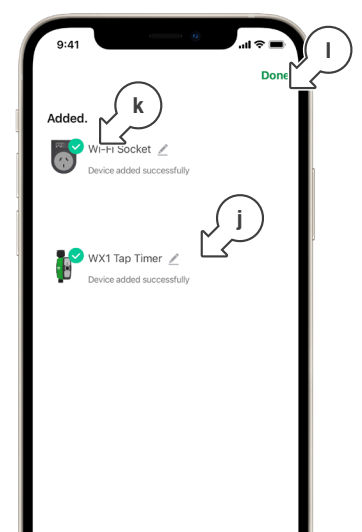 9:41
l
Done
k
Added.
Wi-Fi Socket
Device added successfully
j
WX1 Tap Timer
Device added successfully